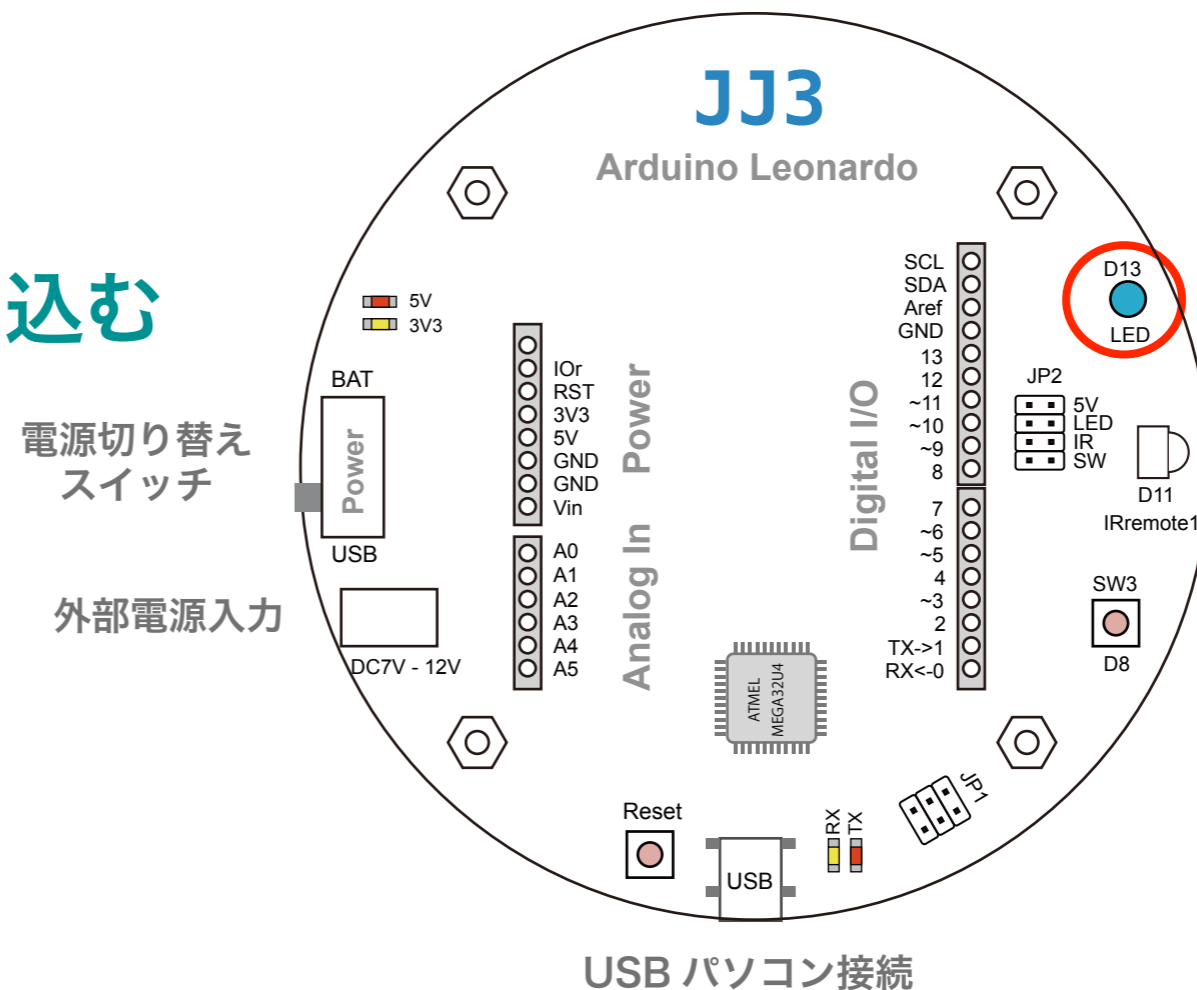 JJ3
Arduino Leonardo
込む
5V
3V3
BAT
Power
USB
電源切り替え
スイッチ
外部電源入力
DC7V - 12V
IOr
RST
3V3
5V
GND
GND
Vin
Power
A0
A1
A2
A3
A4
A5
Analog In
SCL
SDA
Aref
GND
13
12
~11
~10
~9
8
7
~6
~5
4
~3
2
TX->1
RX<-0
Digital I/O
D13
LED
JP2
5V
LED
IR
SW
D11
IRremote1
SW3
D8
ATMEL
MEGA32U4
JP1
Reset
USB
RX
TX
USB パソコン接続